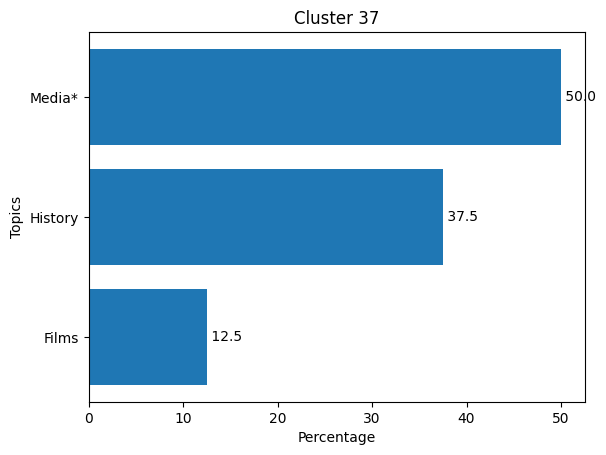 Cluster 37
Media*
50.0
History
37.5
Films
12.5
Topics
0 10 20 30 40 50
Percentage